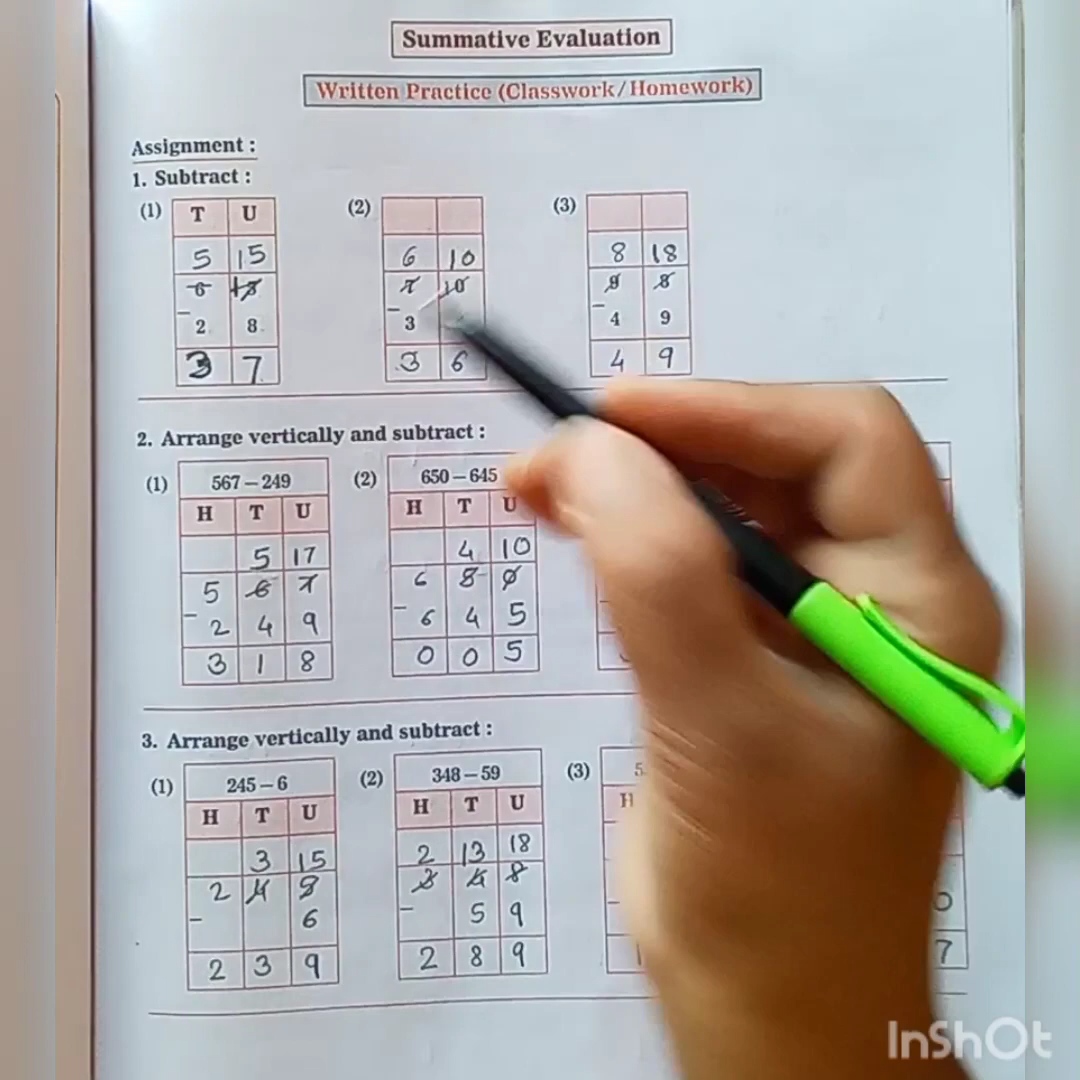 Summative Evaluation
Written Practice (Classwork/Homework)
Assignment :
1. Subtract :
(1) T U (2) (3)
5 15 6 10 8 18
6 7 10 9 8
- 2 8 - 3 - 4 9
3 7 3 6 4 9
2. Arrange vertically and subtract :
(1) 567 – 249 (2) 650 – 645
H T U H T U
5 17 4 10
5 6 7 6 0
- 2 4 9 - 6 4 5
3 1 8 0 0 5
3. Arrange vertically and subtract :
(1) 245 – 6 (2) 348 – 59 (3) 5
H T U H T U H
3 15 2 13 18
2 4 5 3 4 8
- 6 - 5 9 - 0
2 3 9 2 8 9 7
InShOt